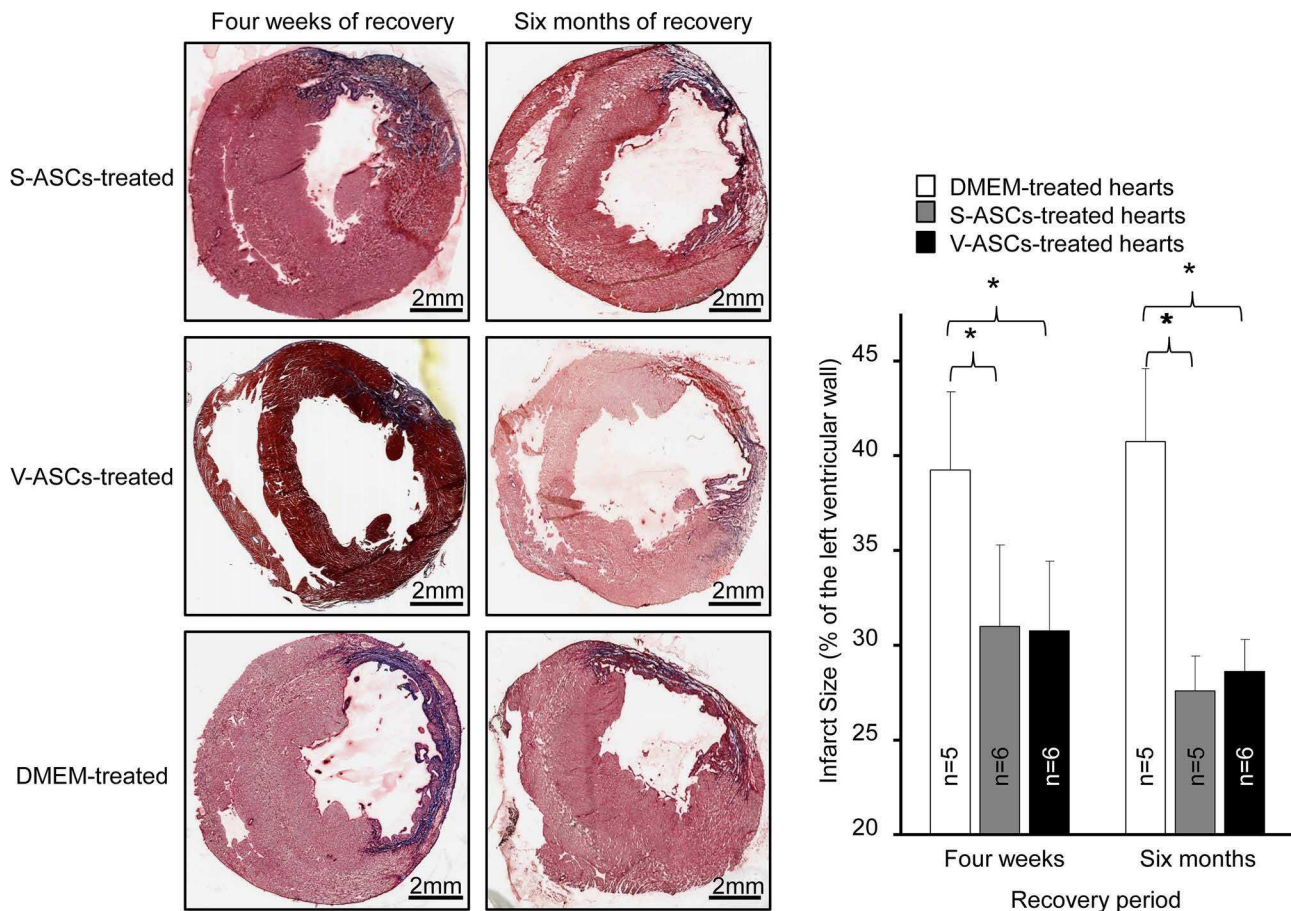 Four weeks of recovery
Six months of recovery
S-ASCs-treated
2mm
2mm
V-ASCs-treated
2mm
2mm
DMEM-treated
2mm
2mm
DMEM-treated hearts
S-ASCs-treated hearts
V-ASCs-treated hearts
*
*
*
*
Infarct Size (% of the left ventricular wall)
45
40
35
30
25
20
n=5
n=6
n=6
n=5
n=5
n=6
Four weeks
Six months
Recovery period